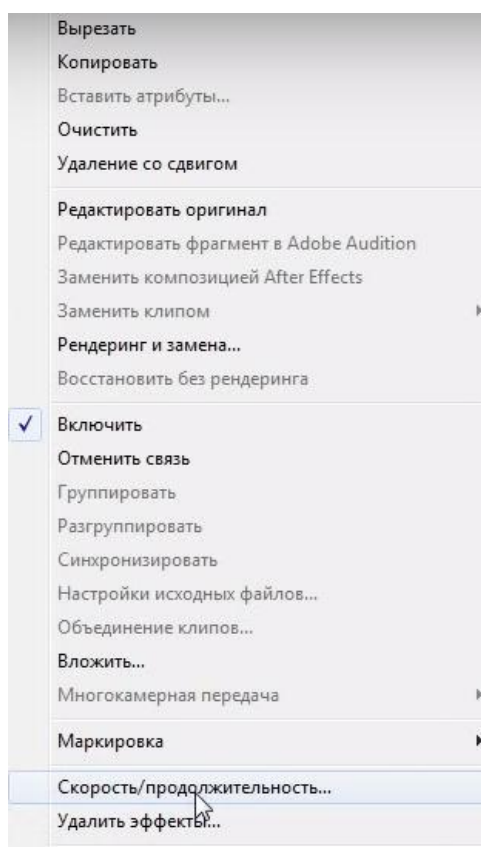 Вырезать
Копировать
Вставить атрибуты...
Очистить
Удаление со сдвигом
Редактировать оригинал
Редактировать фрагмент в Adobe Audition
Заменить композицией After Effects
Заменить клипом
Рендеринг и замена...
Восстановить без рендеринга
Включить
Отменить связь
Группировать
Разгруппировать
Синхронизировать
Настройки исходных файлов...
Объединение клипов...
Вложить...
Многокамерная передача
Маркировка
Скорость/продолжительность...
Удалить эффекты...